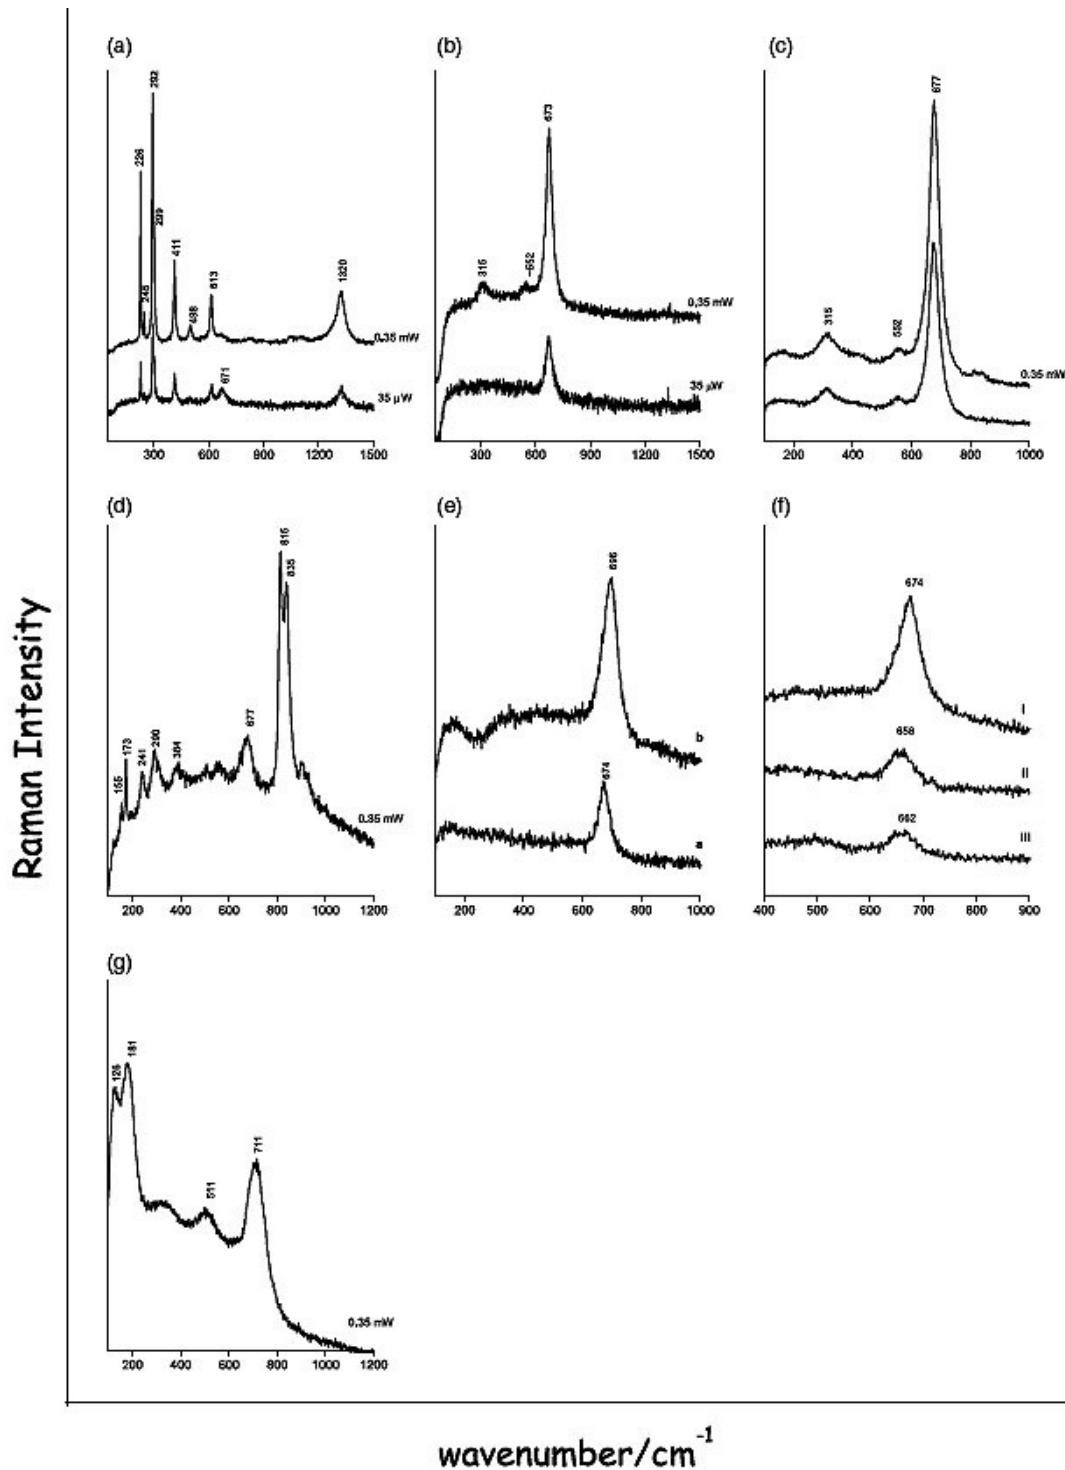 (a)
292
226
299
245
411
488
613
1320
0.35 mW
671
35 µW
300 600 900 1200 1500
(b)
673
315
~552
0,35 mW
35 µW
300 600 900 1200 1500
(c)
677
315
552
0.35 mW
200 400 600 800 1000
(d)
815
835
677
290
173
241
384
155
0.35 mW
200 400 600 800 1000 1200
(e)
696
b
674
a
200 400 600 800 1000
(f)
674
I
658
II
662
III
400 500 600 700 800 900
(g)
181
126
711
511
0.35 mW
200 400 600 800 1000 1200
Raman Intensity
wavenumber/cm⁻¹